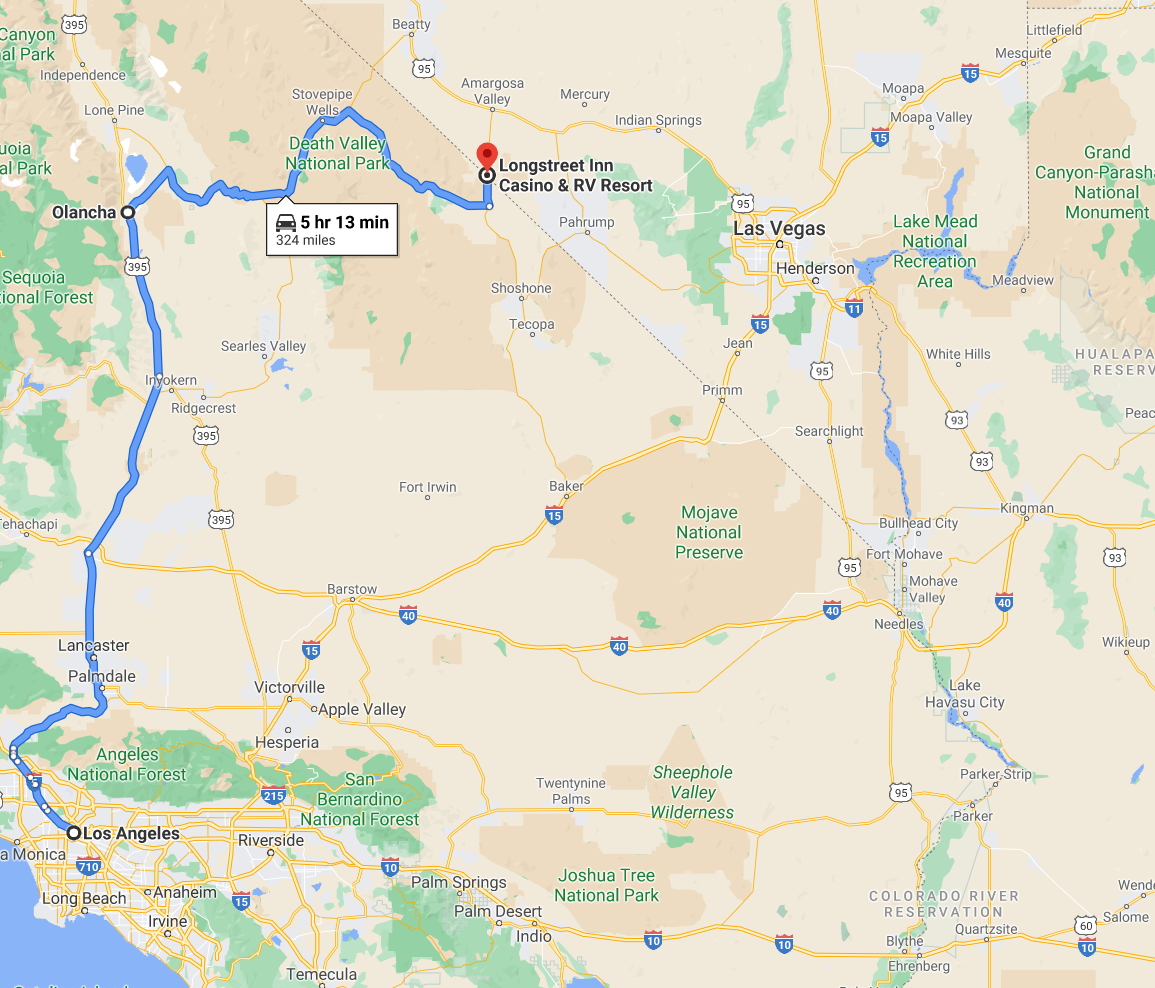 395
Canyon
al Park
Independence
Lone Pine
Beatty
95
Amargosa
Valley
Mercury
Indian Springs
Stovepipe
Wells
Death Valley
National Park
Littlefield
Mesquite
15
Moapa
Moapa Valley
15
Grand
Canyon-Parasha
National
Monument
uoia
al Park
Longstreet Inn
Casino & RV Resort
Olancha
5 hr 13 min
324 miles
Pahrump
95
Las Vegas
Henderson
Lake Mead
National
Recreation
Area
Meadview
395
Sequoia
tional Forest
Shoshone
Tecopa
15
11
Jean
Searles Valley
95
White Hills
HUALAPA
RESERV
Inyokern
Ridgecrest
Primm
Peac
395
Searchlight
93
93
Fort Irwin
Baker
15
395
Mojave
National
Preserve
Kingman
Tehachapi
Bullhead City
Fort Mohave
93
95
Mohave
Valley
Barstow
40
40
40
40
Needles
Lancaster
Palmdale
15
Wikieup
Victorville
Apple Valley
Hesperia
Lake
Havasu City
Angeles
National Forest
San
Bernardino
National Forest
Sheephole
Valley
Wilderness
Twentynine
Palms
Parker Strip
Parker
5
215
95
Los Angeles
Riverside
a Monica
710
10
Anaheim
Long Beach
15
Irvine
Palm Springs
Palm Desert
Indio
Joshua Tree
National Park
COLORADO RIVER
RESERVATION
Wende
Salome
60
Quartzsite
10
10
10
Blythe
Ehrenberg
Temecula